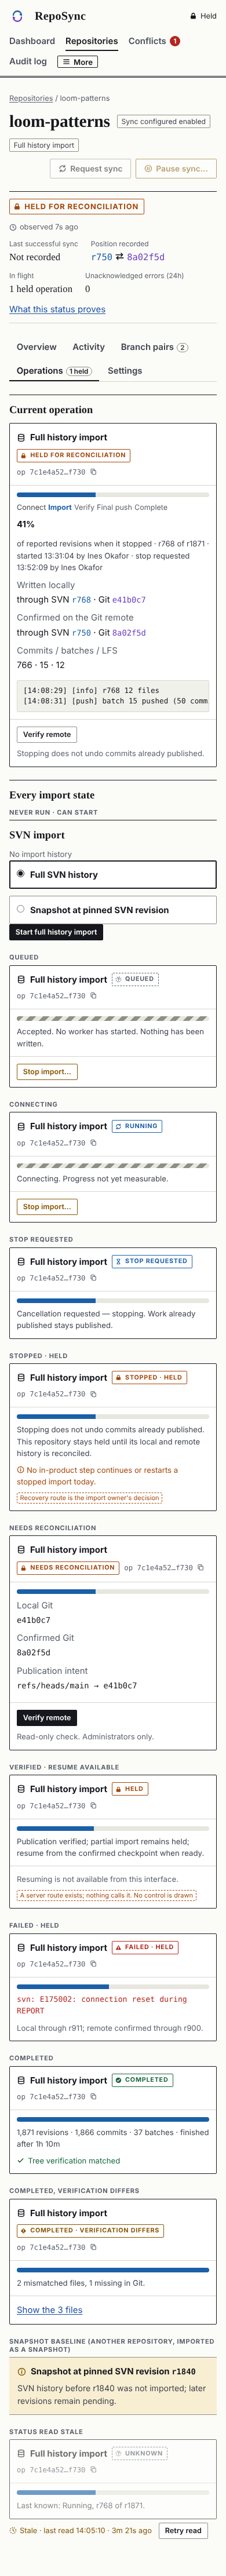 RepoSync
Held
Dashboard Repositories Conflicts 1
Audit log More
Repositories / loom-patterns
loom-patterns Sync configured enabled
Full history import
Request sync Pause sync...
HELD FOR RECONCILIATION
observed 7s ago
Last successful sync Position recorded
Not recorded r750 ⇄ 8a02f5d
In flight Unacknowledged errors (24h)
1 held operation 0
What this status proves
Overview Activity Branch pairs 2
Operations 1 held Settings
Current operation
Full history import
HELD FOR RECONCILIATION
op 7c1e4a52…f730
Connect Import Verify Final push Complete
41%
of reported revisions when it stopped · r768 of r1871 ·
started 13:31:04 by Ines Okafor · stop requested
13:52:09 by Ines Okafor
Written locally
through SVN r768 · Git e41b0c7
Confirmed on the Git remote
through SVN r750 · Git 8a02f5d
Commits / batches / LFS
766 · 15 · 12
[14:08:29] [info] r768 12 files
[14:08:31] [push] batch 15 pushed (50 comm
Verify remote
Stopping does not undo commits already published.
Every import state
NEVER RUN · CAN START
SVN import
No import history
Full SVN history
Snapshot at pinned SVN revision
Start full history import
QUEUED
Full history import QUEUED
op 7c1e4a52…f730
Accepted. No worker has started. Nothing has been
written.
Stop import...
CONNECTING
Full history import RUNNING
op 7c1e4a52…f730
Connecting. Progress not yet measurable.
Stop import...
STOP REQUESTED
Full history import STOP REQUESTED
op 7c1e4a52…f730
Cancellation requested — stopping. Work already
published stays published.
STOPPED · HELD
Full history import STOPPED · HELD
op 7c1e4a52…f730
Stopping does not undo commits already published.
This repository stays held until its local and remote
history is reconciled.
No in-product step continues or restarts a
stopped import today.
Recovery route is the import owner's decision
NEEDS RECONCILIATION
Full history import
NEEDS RECONCILIATION op 7c1e4a52…f730
Local Git
e41b0c7
Confirmed Git
8a02f5d
Publication intent
refs/heads/main → e41b0c7
Verify remote
Read-only check. Administrators only.
VERIFIED · RESUME AVAILABLE
Full history import HELD
op 7c1e4a52…f730
Publication verified; partial import remains held;
resume from the confirmed checkpoint when ready.
Resuming is not available from this interface.
A server route exists; nothing calls it. No control is drawn
FAILED · HELD
Full history import FAILED · HELD
op 7c1e4a52…f730
svn: E175002: connection reset during
REPORT
Local through r911; remote confirmed through r900.
COMPLETED
Full history import COMPLETED
op 7c1e4a52…f730
1,871 revisions · 1,866 commits · 37 batches · finished
after 1h 10m
Tree verification matched
COMPLETED, VERIFICATION DIFFERS
Full history import
COMPLETED · VERIFICATION DIFFERS
op 7c1e4a52…f730
2 mismatched files, 1 missing in Git.
Show the 3 files
SNAPSHOT BASELINE (ANOTHER REPOSITORY, IMPORTED
AS A SNAPSHOT)
Snapshot at pinned SVN revision r1840
SVN history before r1840 was not imported; later
revisions remain pending.
STATUS READ STALE
Full history import UNKNOWN
op 7c1e4a52…f730
Last known: Running, r768 of r1871.
Stale · last read 14:05:10 · 3m 21s ago Retry read